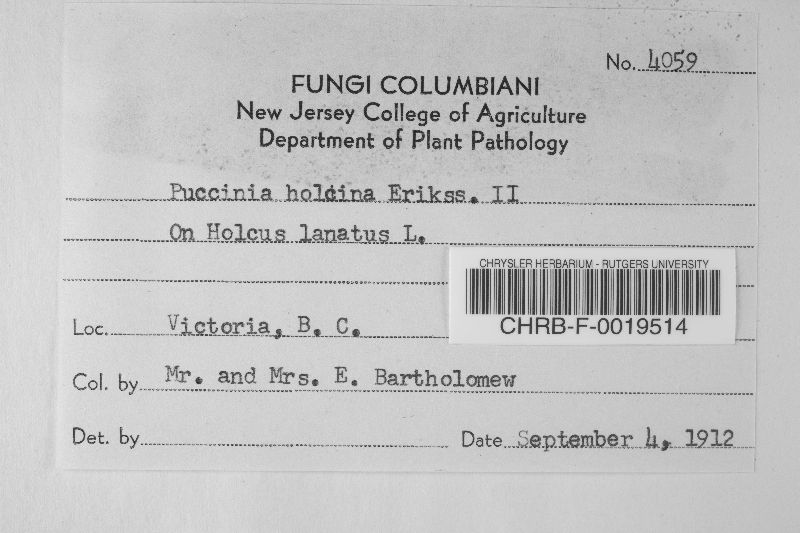 No. 4059
FUNGI COLUMBIANI
New Jersey College of Agriculture
Department of Plant Pathology
Puccinia holcina Erikss. II
On Holcus lanatus L.
CHRYSLER HERBARIUM - RUTGERS UNIVERSITY
CHRB-F-0019514
Loc. Victoria, B. C.
Col. by Mr. and Mrs. E. Bartholomew
Det. by
Date September 4, 1912